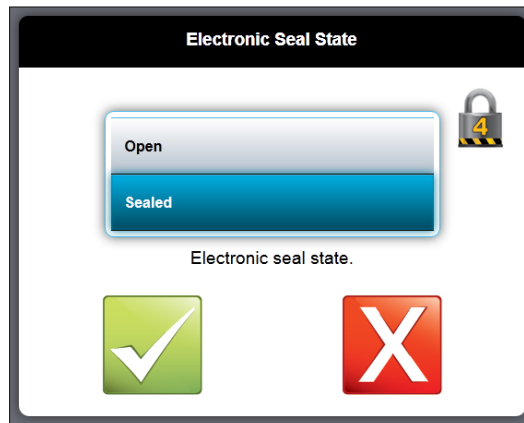 Electronic Seal State
4
Open
Sealed
Electronic seal state.
X